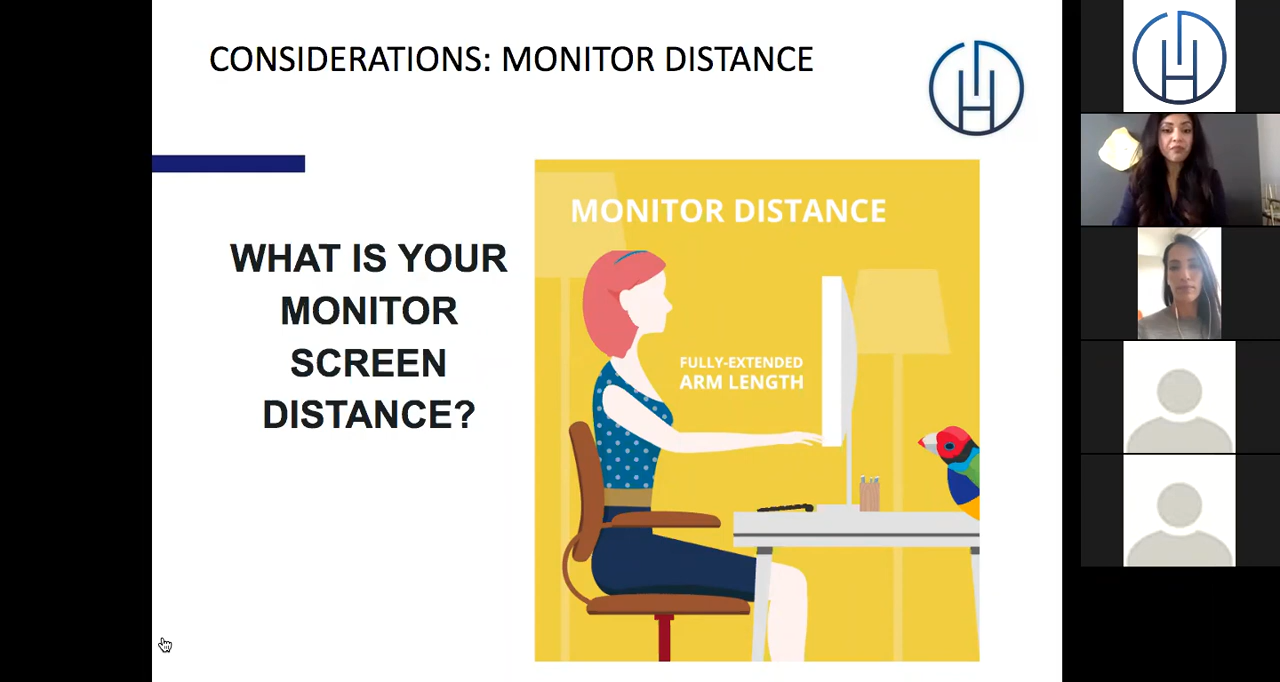 CONSIDERATIONS: MONITOR DISTANCE
WHAT IS YOUR
MONITOR
SCREEN
DISTANCE?
MONITOR DISTANCE
FULLY-EXTENDED
ARM LENGTH